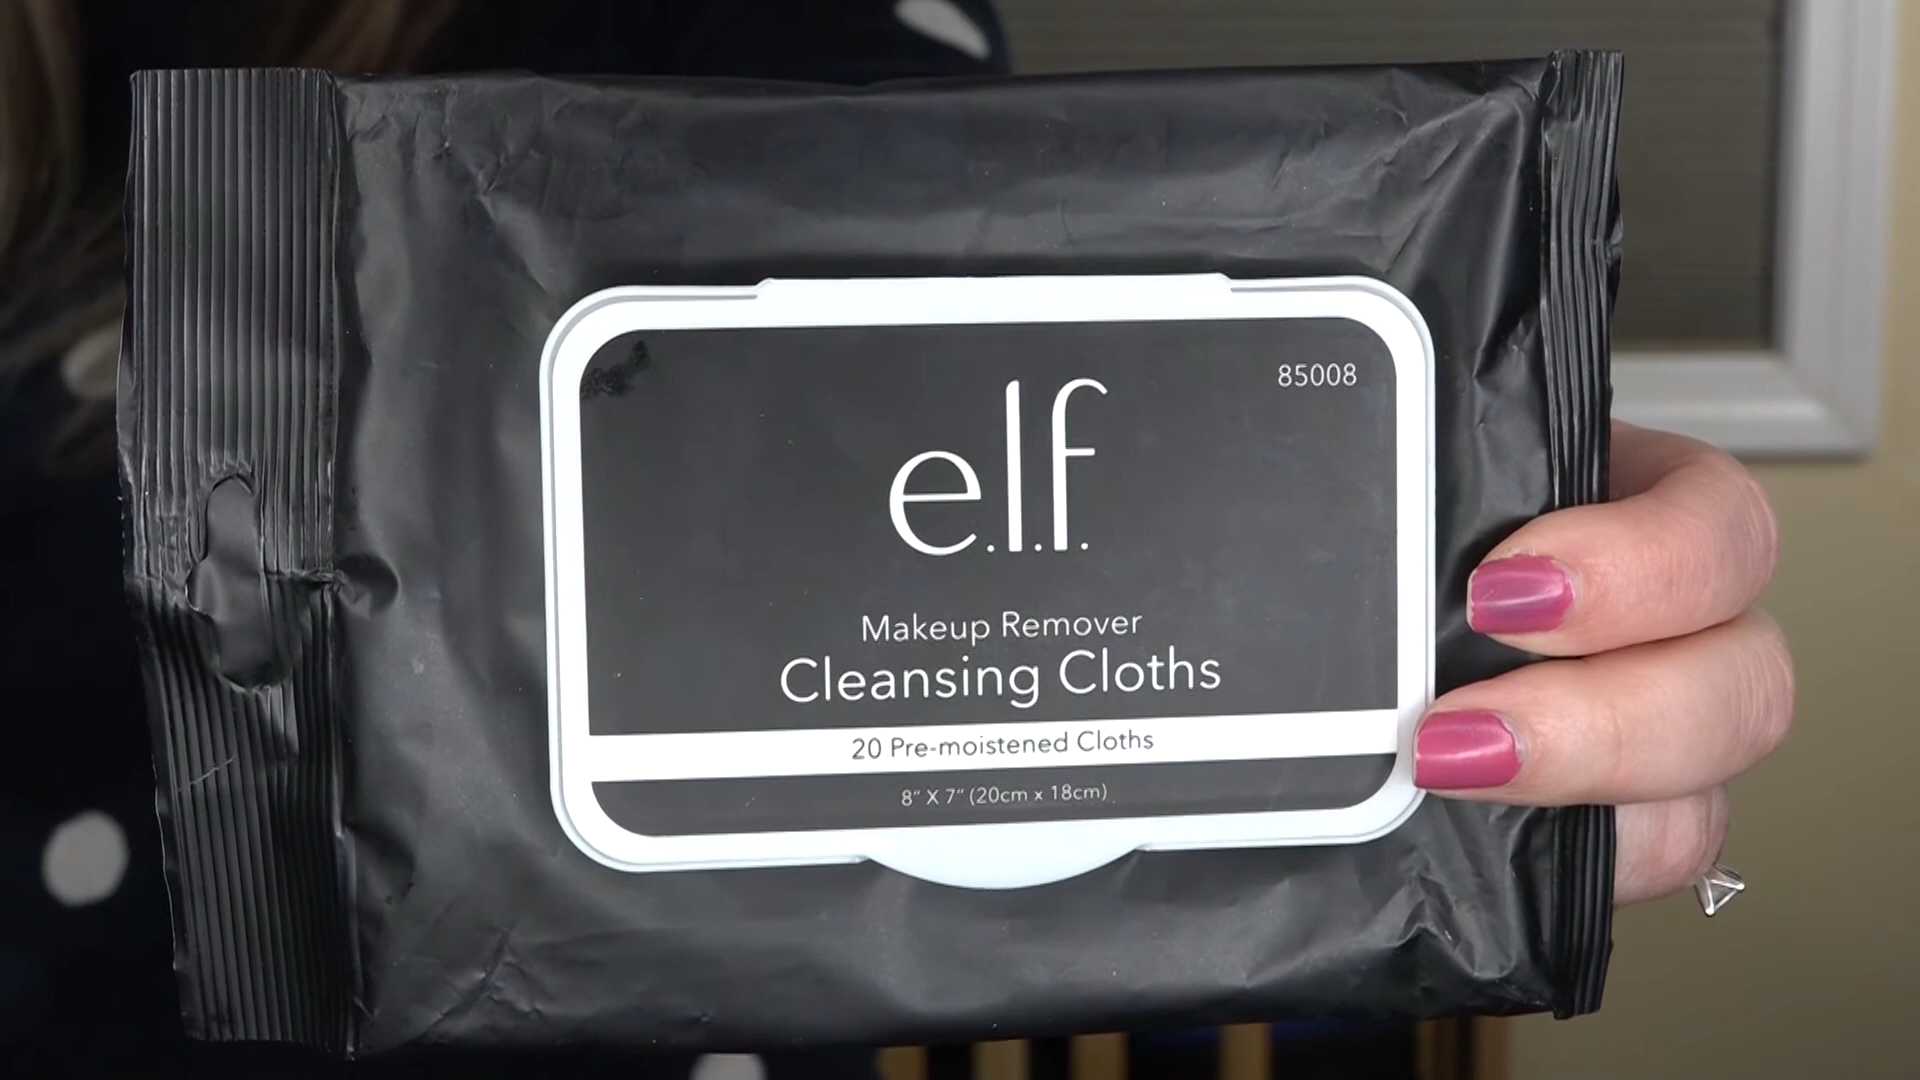 85008
e.l.f.
Makeup Remover
Cleansing Cloths
20 Pre-moistened Cloths
8" X 7" (20cm x 18cm)